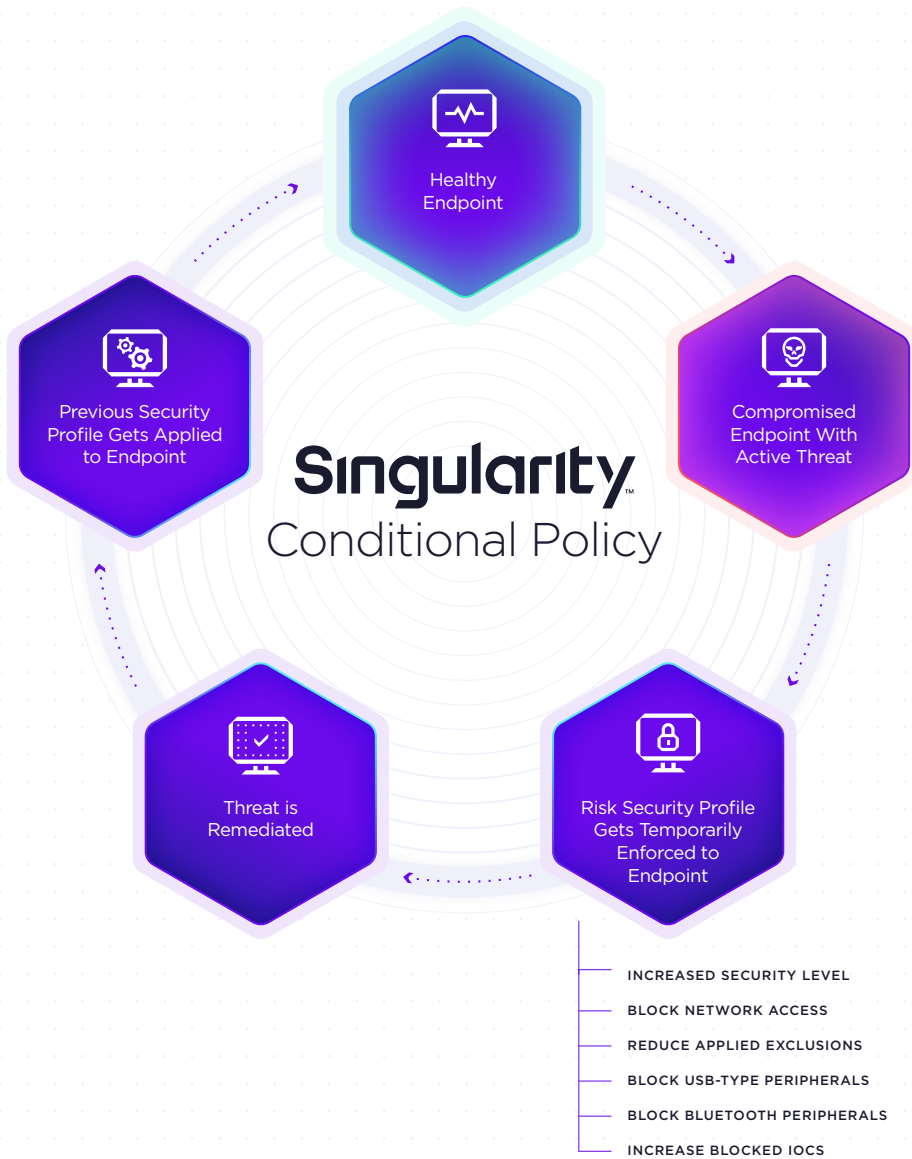 Healthy
Endpoint
Previous Security
Profile Gets Applied
to Endpoint
Compromised
Endpoint With
Active Threat
Singularity™
Conditional Policy
Threat is
Remediated
Risk Security Profile
Gets Temporarily
Enforced to
Endpoint
INCREASED SECURITY LEVEL
BLOCK NETWORK ACCESS
REDUCE APPLIED EXCLUSIONS
BLOCK USB-TYPE PERIPHERALS
BLOCK BLUETOOTH PERIPHERALS
INCREASE BLOCKED IOCS